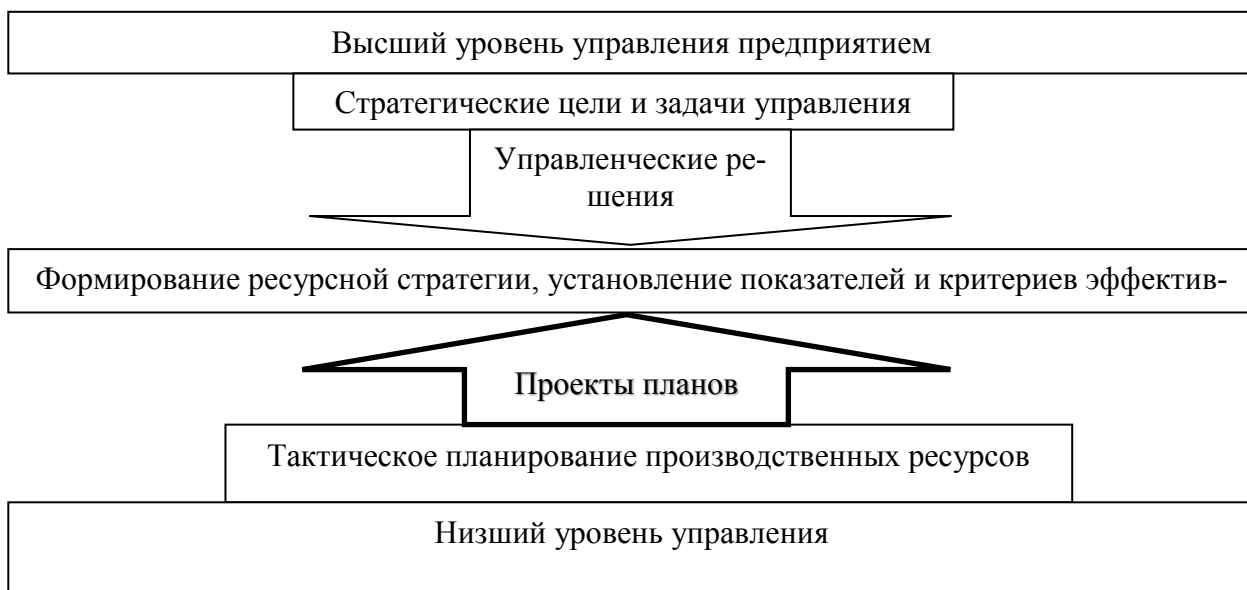 Высший уровень управления предприятием
Стратегические цели и задачи управления
Управленческие ре-
шения
Формирование ресурсной стратегии, установление показателей и критериев эффектив-
Проекты планов
Тактическое планирование производственных ресурсов
Низший уровень управления